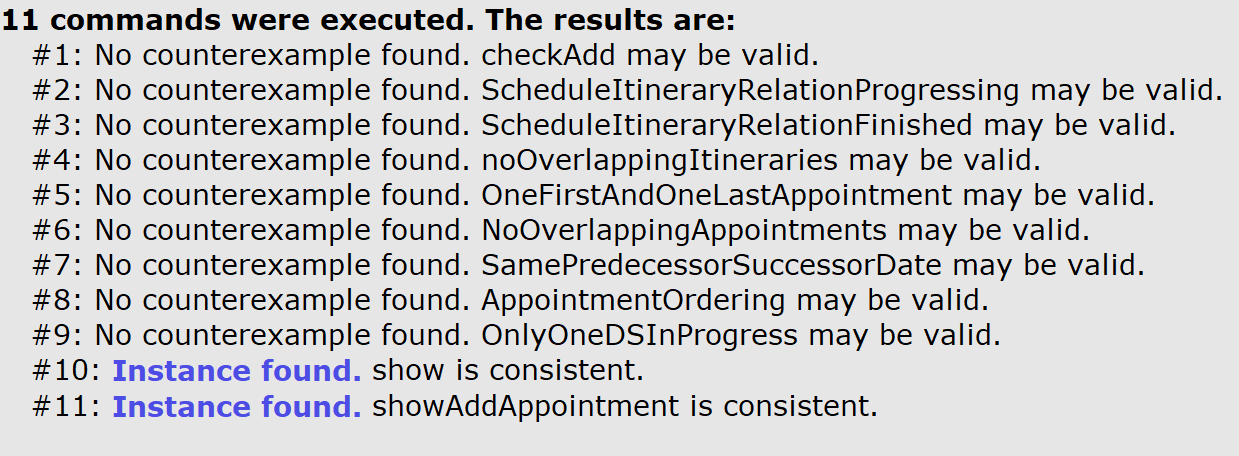 11 commands were executed. The results are:
#1: No counterexample found. checkAdd may be valid.
#2: No counterexample found. ScheduleItineraryRelationProgressing may be valid.
#3: No counterexample found. ScheduleItineraryRelationFinished may be valid.
#4: No counterexample found. noOverlappingItineraries may be valid.
#5: No counterexample found. OneFirstAndOneLastAppointment may be valid.
#6: No counterexample found. NoOverlappingAppointments may be valid.
#7: No counterexample found. SamePredecessorSuccessorDate may be valid.
#8: No counterexample found. AppointmentOrdering may be valid.
#9: No counterexample found. OnlyOneDSInProgress may be valid.
#10: Instance found. show is consistent.
#11: Instance found. showAddAppointment is consistent.